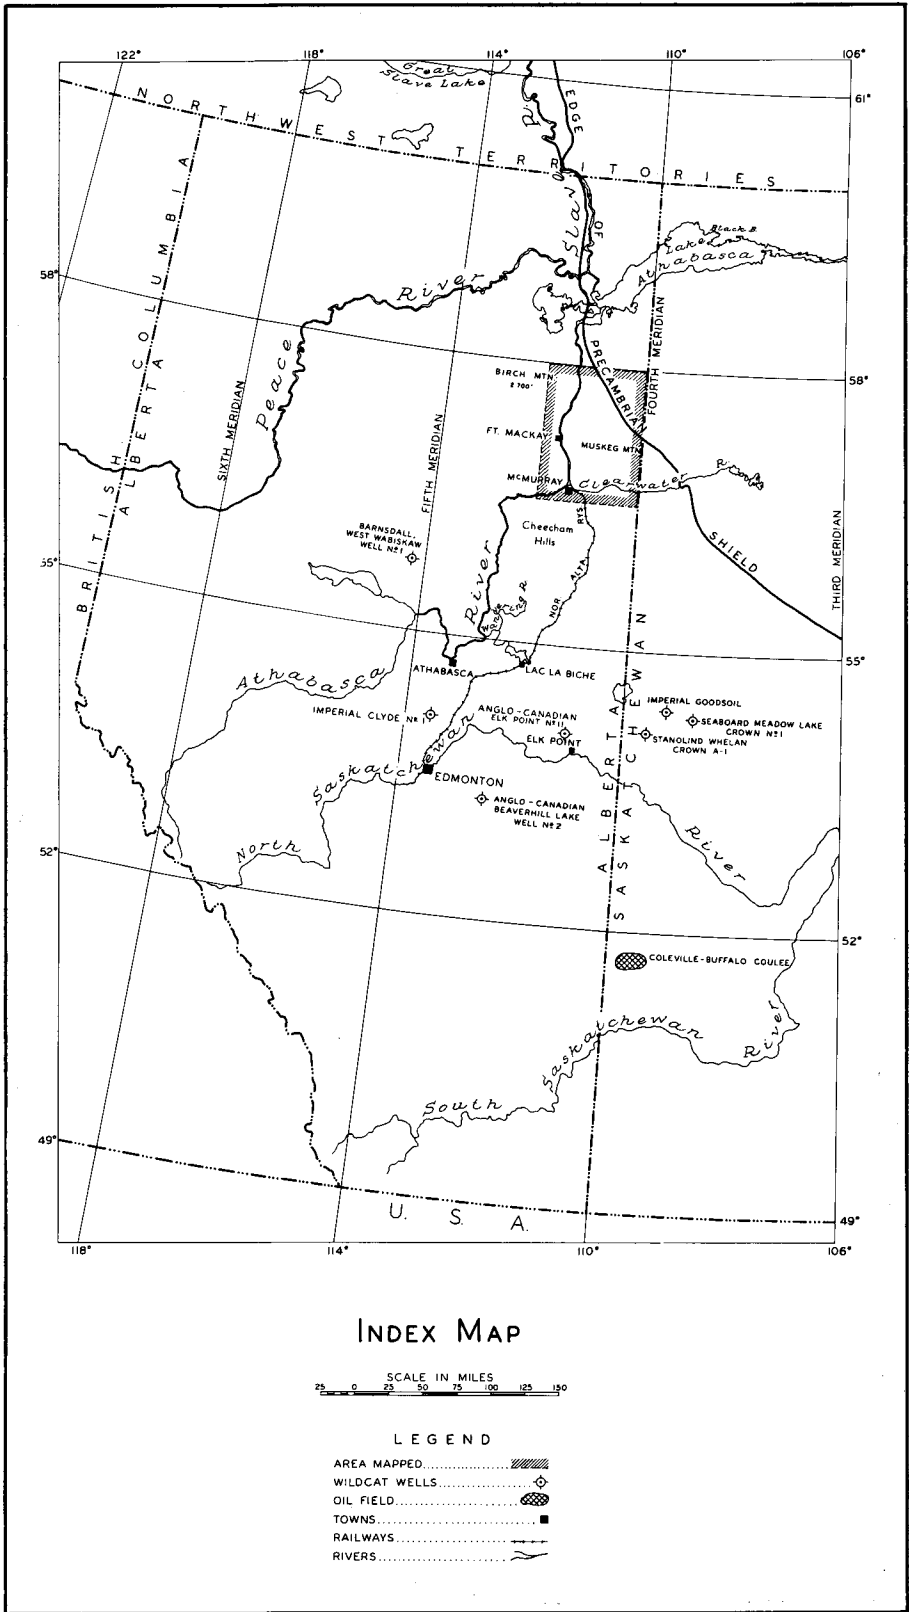 122°
118°
114°
110°
106°
Great
Slave Lake
EDGE
61°
NORTHWEST TERRITORIES
R.
Slave
OF
Black B.
Lake
Athabasca
58°
River
Peace
BRITISH COLUMBIA
ALBERTA
SIXTH MERIDIAN
FIFTH MERIDIAN
FOURTH MERIDIAN
PRECAMBRIAN
BIRCH MTN.
2700'
58°
FT. MACKAY
MUSKEG MTN.
MCMURRAY
Clearwater
R.
RYS.
Cheecham
Hills
BARNSDALL,
WEST WABISKAW
WELL Nº 1
SHIELD
THIRD MERIDIAN
55°
River
ALTA.
NOR.
ing R.
55°
ATHABASCA
LAC LA BICHE
Athabasca
IMPERIAL CLYDE Nº 1
ANGLO-CANADIAN
ELK POINT Nº 11
ELK POINT
IMPERIAL GOODSOIL
SEABOARD MEADOW LAKE
CROWN Nº 1
STANOLIND WHELAN
CROWN A-1
Saskatchewan
EDMONTON
ANGLO-CANADIAN
BEAVERHILL LAKE
WELL Nº 2
ALBERTA
SASKATCHEWAN
North
River
52°
52°
COLEVILLE-BUFFALO COULEE
Saskatchewan
River
South
49°
U. S. A.
49°
118°
114°
110°
106°
INDEX MAP
SCALE IN MILES
25 0 25 50 75 100 125 150
LEGEND
AREA MAPPED
WILDCAT WELLS
OIL FIELD
TOWNS
RAILWAYS
RIVERS